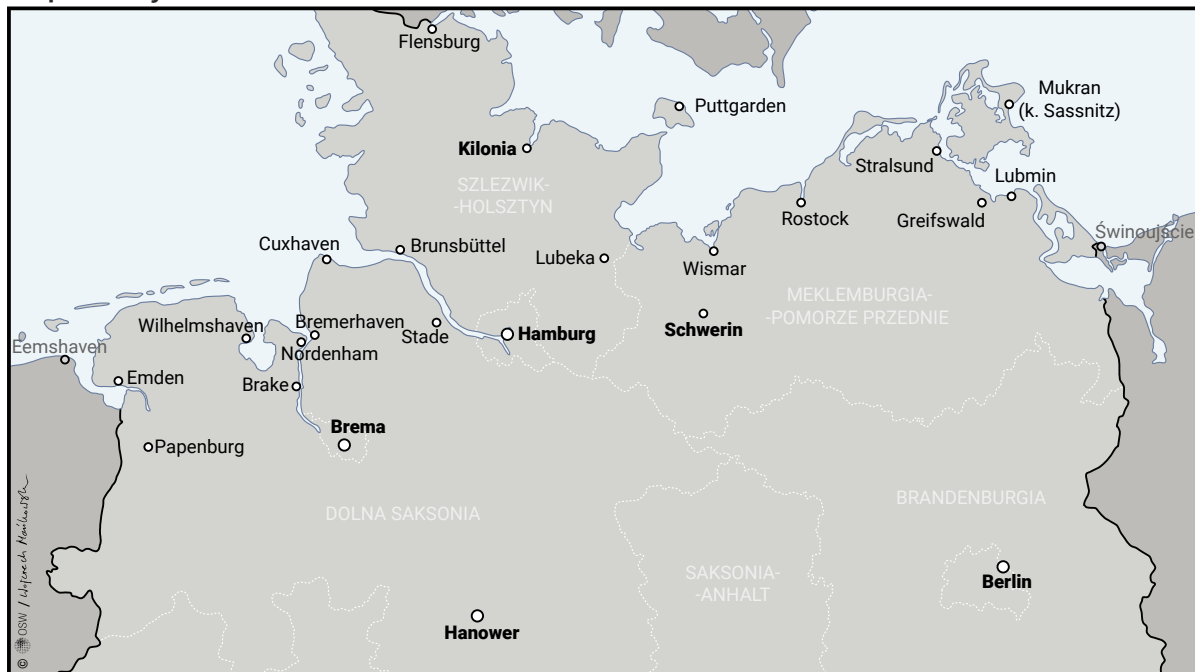 Flensburg
Puttgarden
Mukran
(k. Sassnitz)
Kilonia
Stralsund
Lubmin
SZLEZWIK-
-HOLSZTYN
Rostock
Greifswald
Świnoujście
Cuxhaven
Brunsbüttel
Lubeka
Wismar
MEKLEMBURGIA-
-POMORZE PRZEDNIE
Wilhelmshaven
Bremerhaven
Stade
Hamburg
Schwerin
Eemshaven
Nordenham
Emden
Brake
Brema
Papenburg
DOLNA SAKSONIA
BRANDENBURGIA
SAKSONIA-
-ANHALT
Berlin
Hanower
© OSW / Wojciech Mańkowski